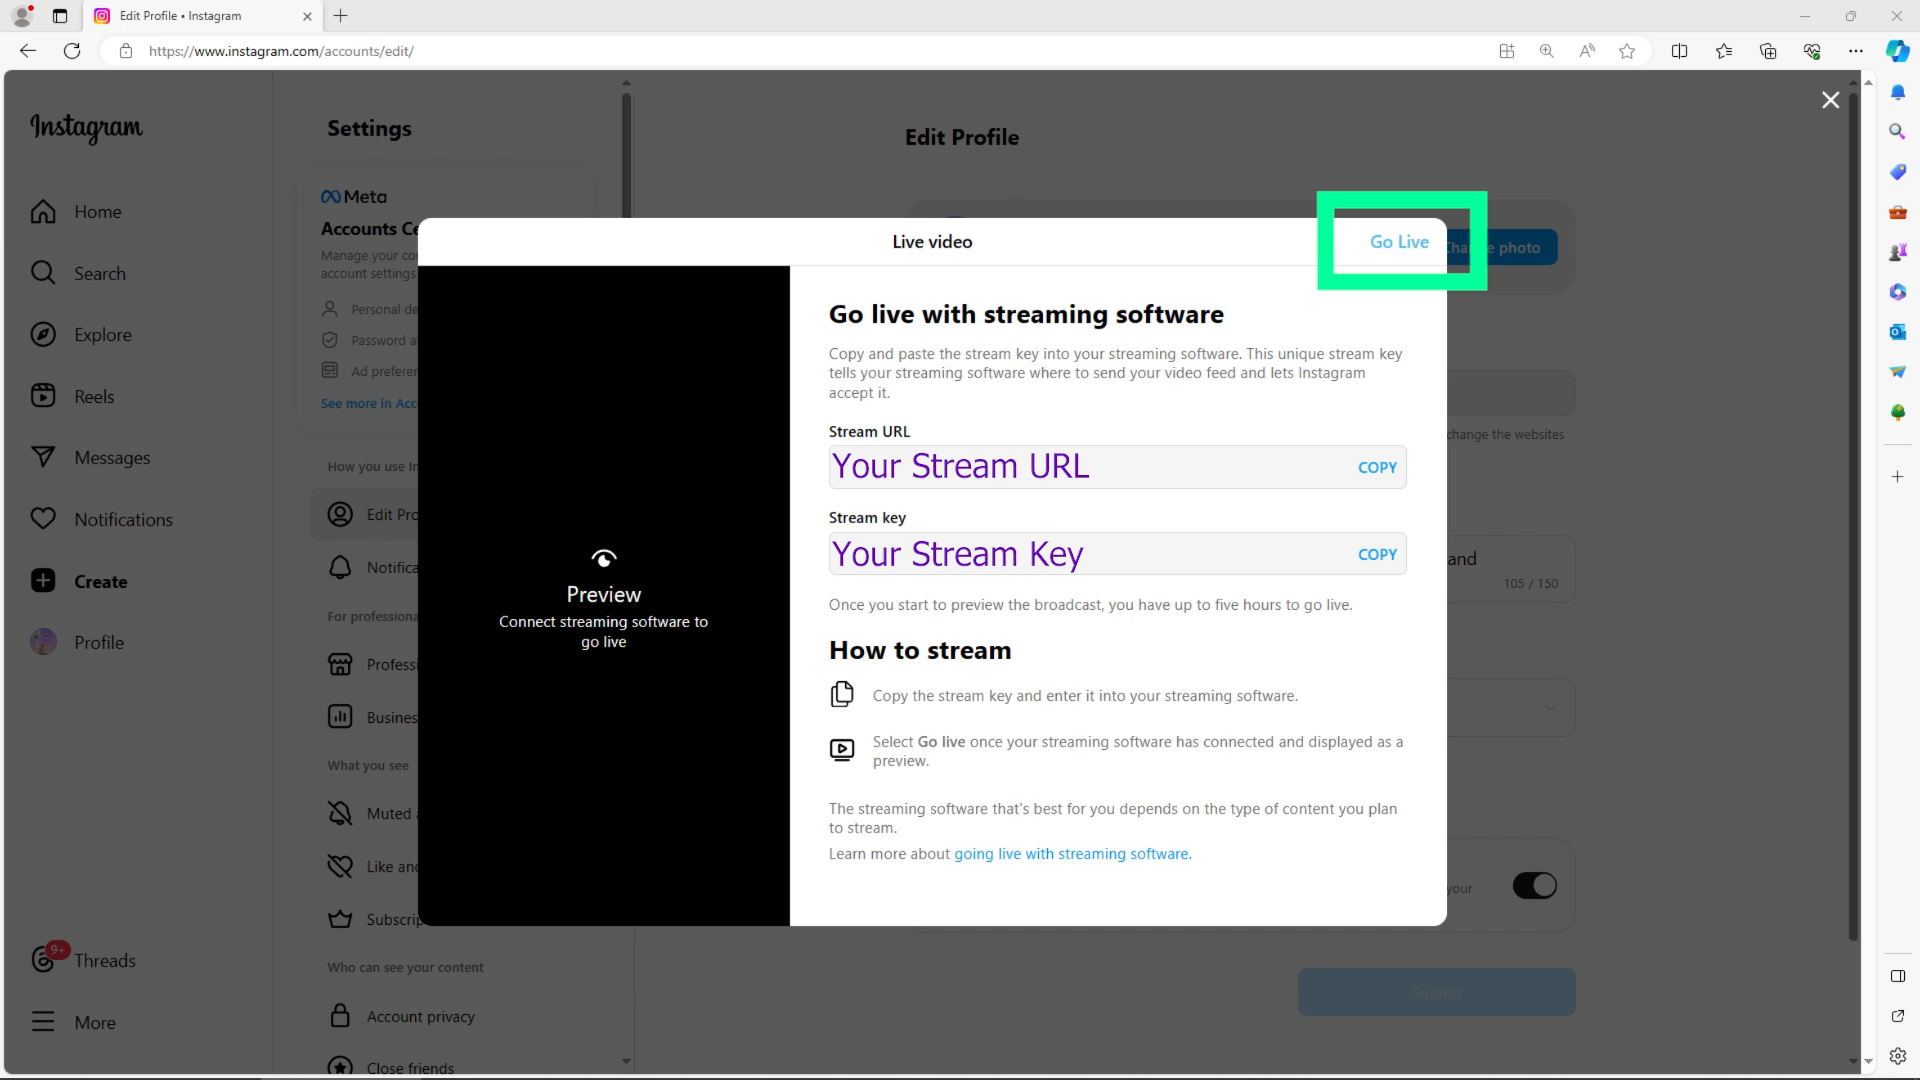 Edit Profile • Instagram
https://www.instagram.com/accounts/edit/
Instagram
Home
Search
Explore
Reels
Messages
Notifications
Create
Profile
9+
Threads
More
Settings
Meta
Accounts Ce
Manage your co
account settings
Personal de
Password a
Ad preferen
See more in Acc
How you use In
Edit Pro
Notifica
For professiona
Professi
Busines
What you see
Muted a
Like and
Subscrip
Who can see your content
Account privacy
Close friends
Edit Profile
photo
change the websites
and
105 / 150
your
Submit
Live video
Go Live
Preview
Connect streaming software to
go live
Go live with streaming software
Copy and paste the stream key into your streaming software. This unique stream key
tells your streaming software where to send your video feed and lets Instagram
accept it.
Stream URL
Your Stream URL
COPY
Stream key
Your Stream Key
COPY
Once you start to preview the broadcast, you have up to five hours to go live.
How to stream
Copy the stream key and enter it into your streaming software.
Select Go live once your streaming software has connected and displayed as a
preview.
The streaming software that's best for you depends on the type of content you plan
to stream.
Learn more about going live with streaming software.